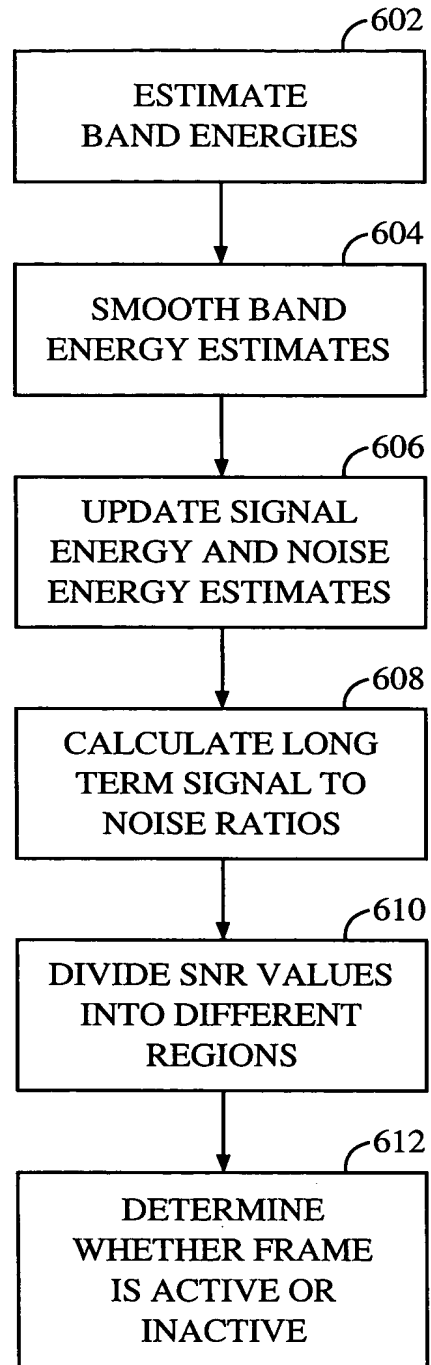 602
ESTIMATE
BAND ENERGIES
604
SMOOTH BAND
ENERGY ESTIMATES
606
UPDATE SIGNAL
ENERGY AND NOISE
ENERGY ESTIMATES
608
CALCULATE LONG
TERM SIGNAL TO
NOISE RATIOS
610
DIVIDE SNR VALUES
INTO DIFFERENT
REGIONS
612
DETERMINE
WHETHER FRAME
IS ACTIVE OR
INACTIVE